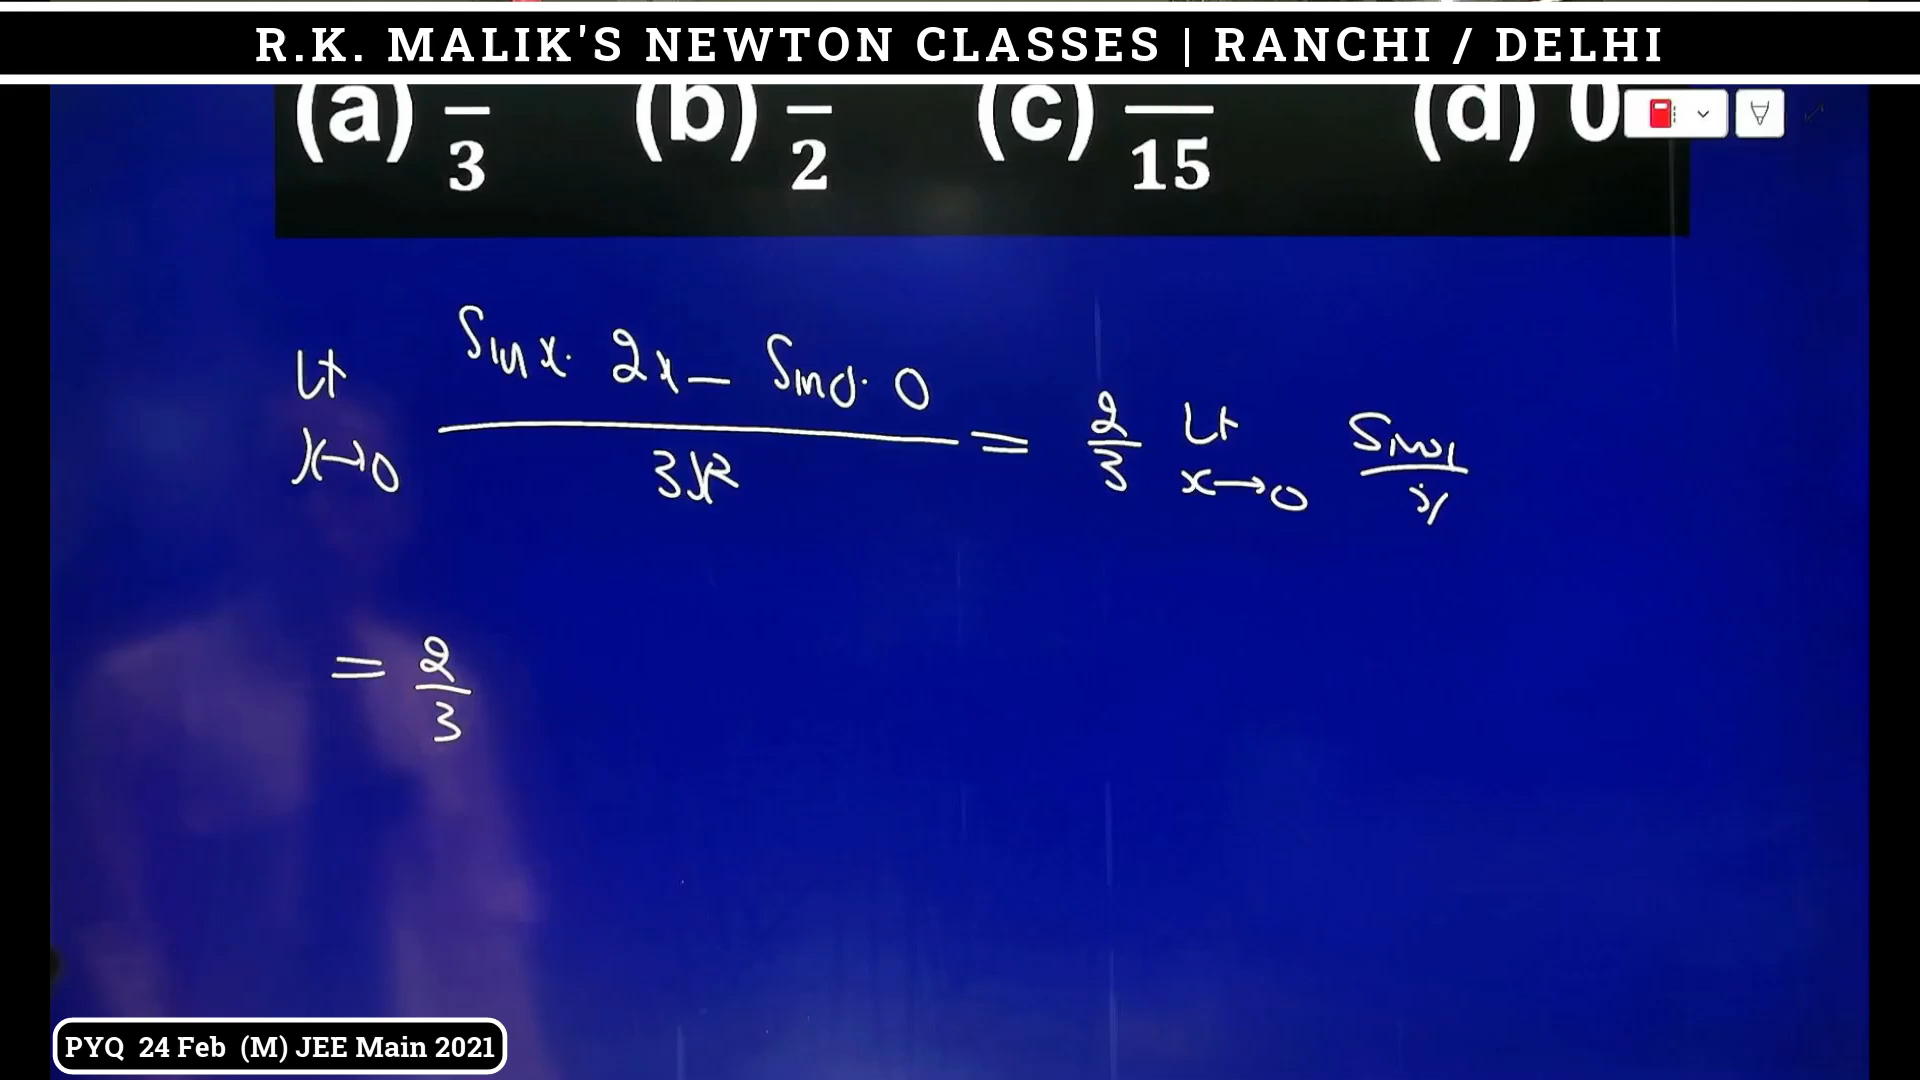 R.K. MALIK'S NEWTON CLASSES | RANCHI / DELHI
(a) — (b) — (c) — (d) 0
3 2 15
Lt Sin x. 2x – Sin0. 0 = 2 Lt Sinx
x→0 3x² 3 x→0 x
= 2
3
PYQ 24 Feb (M) JEE Main 2021